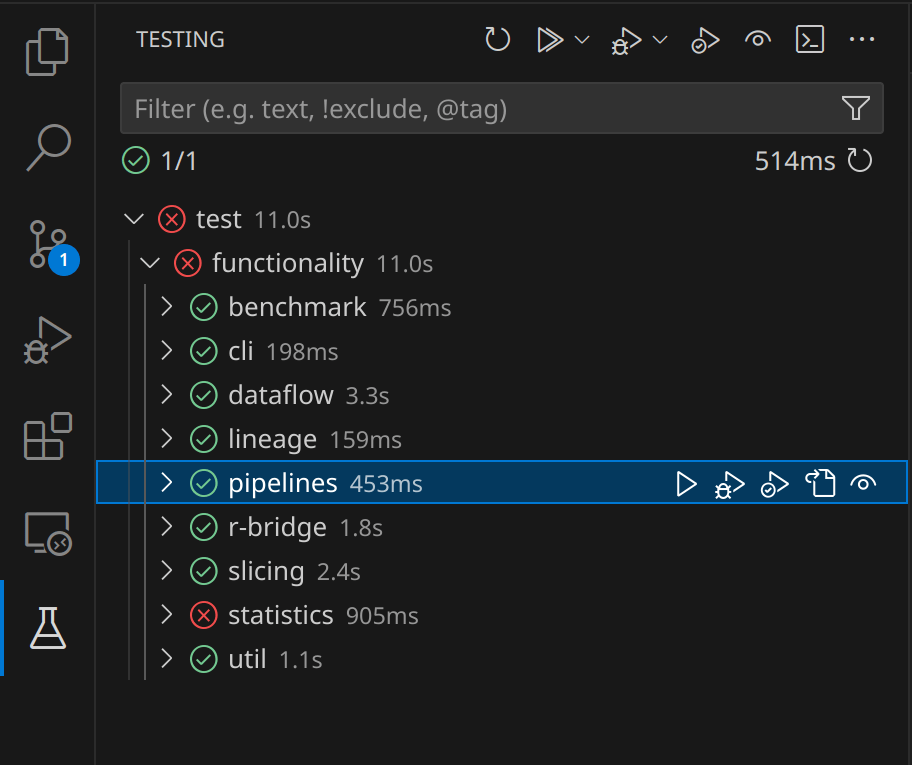 TESTING
Filter (e.g. text, !exclude, @tag)
1/1 514ms
test 11.0s
1
functionality 11.0s
benchmark 756ms
cli 198ms
dataflow 3.3s
lineage 159ms
pipelines 453ms
r-bridge 1.8s
slicing 2.4s
statistics 905ms
util 1.1s